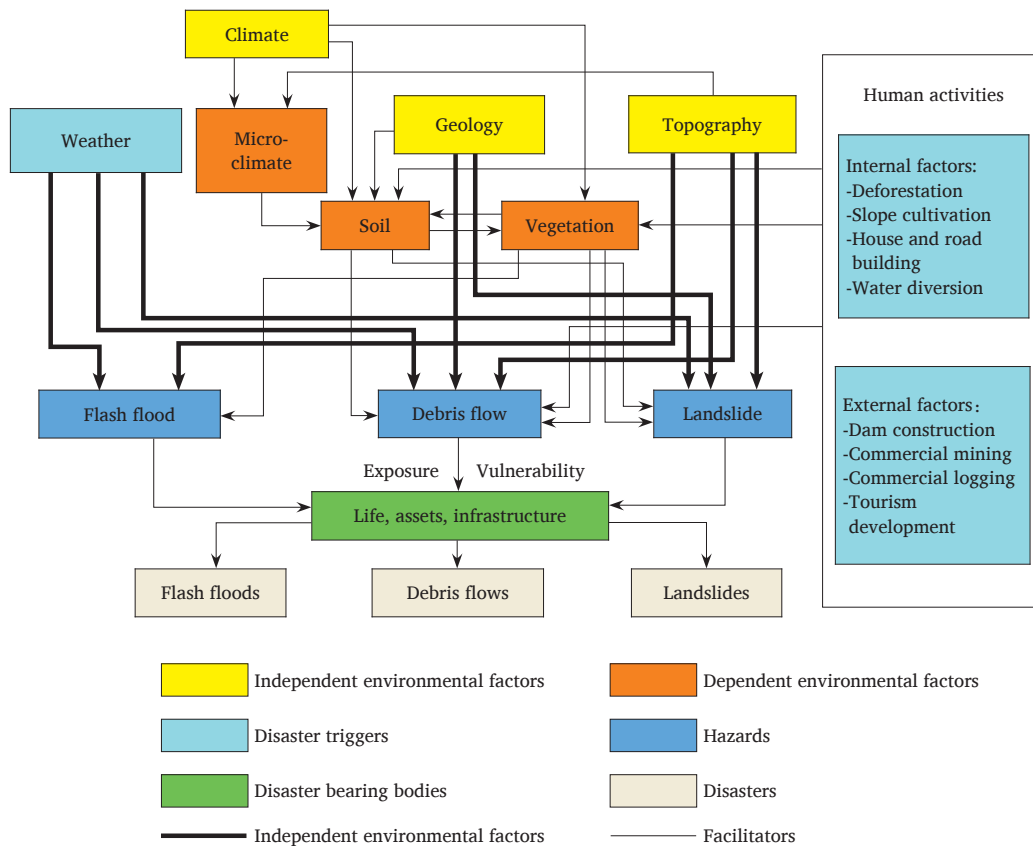 Climate
Human activities
Weather
Micro-
climate
Geology
Topography
Internal factors:
-Deforestation
-Slope cultivation
-House and road
building
-Water diversion
Soil
Vegetation
Flash flood
Debris flow
Landslide
External factors:
-Dam construction
-Commercial mining
-Commercial logging
-Tourism
development
Exposure
Vulnerability
Life, assets, infrastructure
Flash floods
Debris flows
Landslides
Independent environmental factors
Dependent environmental factors
Disaster triggers
Hazards
Disaster bearing bodies
Disasters
Independent environmental factors
Facilitators